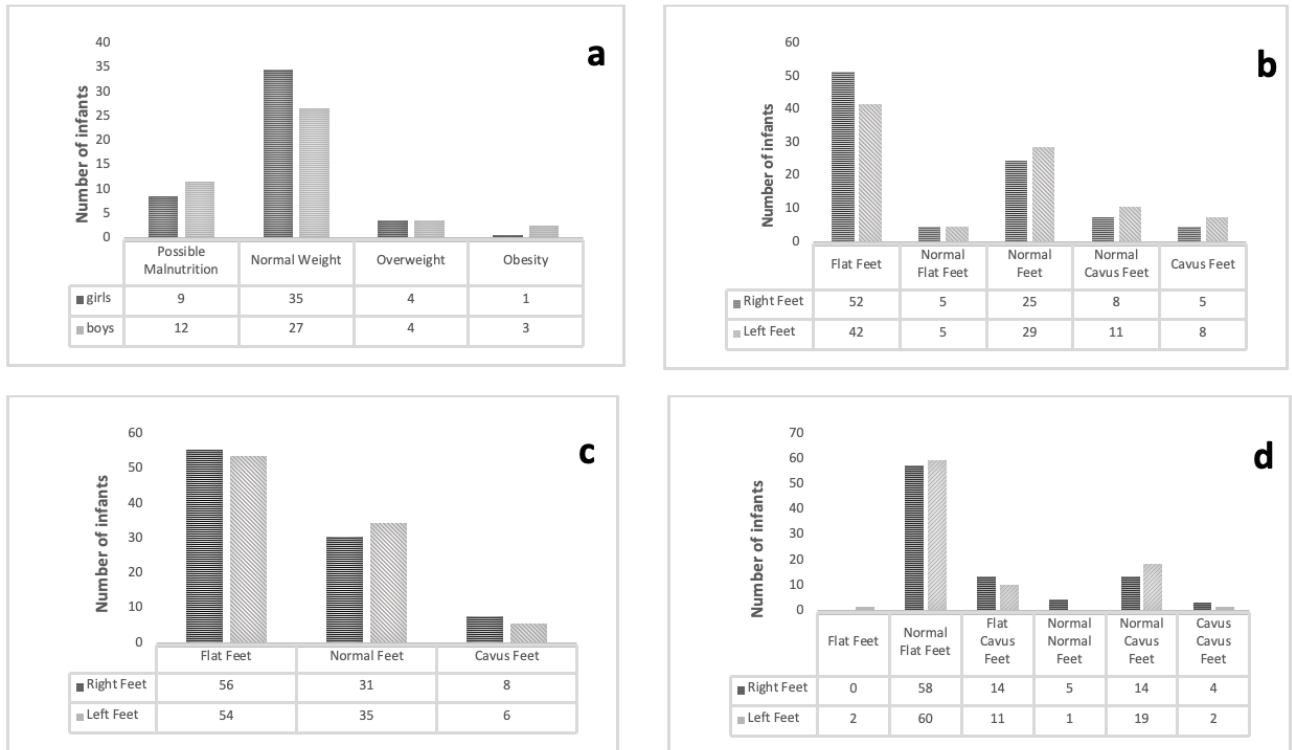 a
Number of infants
40
35
30
25
20
15
10
5
0
Possible Malnutrition Normal Weight Overweight Obesity
girls 9 35 4 1
boys 12 27 4 3
b
Number of infants
60
50
40
30
20
10
0
Flat Feet Normal Flat Feet Normal Feet Normal Cavus Feet Cavus Feet
Right Feet 52 5 25 8 5
Left Feet 42 5 29 11 8
c
Number of infants
60
50
40
30
20
10
0
Flat Feet Normal Feet Cavus Feet
Right Feet 56 31 8
Left Feet 54 35 6
d
Number of infants
70
60
50
40
30
20
10
0
Flat Feet Normal Flat Feet Flat Cavus Feet Normal Normal Feet Normal Cavus Feet Cavus Cavus Feet
Right Feet 0 58 14 5 14 4
Left Feet 2 60 11 1 19 2